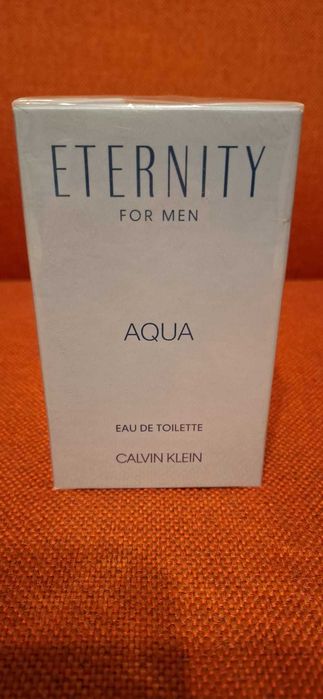 ETERNITY
FOR MEN
AQUA
EAU DE TOILETTE
CALVIN KLEIN